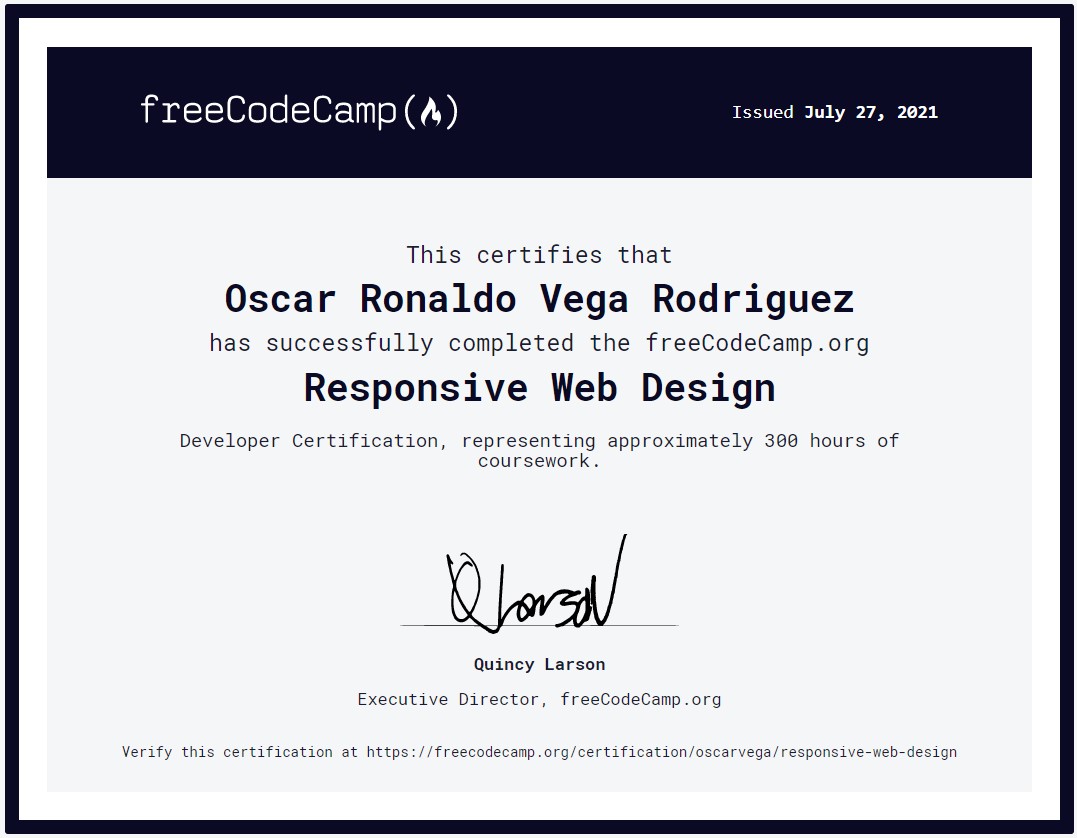 freeCodeCamp(🔥)
Issued July 27, 2021
This certifies that
Oscar Ronaldo Vega Rodriguez
has successfully completed the freeCodeCamp.org
Responsive Web Design
Developer Certification, representing approximately 300 hours of
coursework.
Q Larson
Quincy Larson
Executive Director, freeCodeCamp.org
Verify this certification at https://freecodecamp.org/certification/oscarvega/responsive-web-design